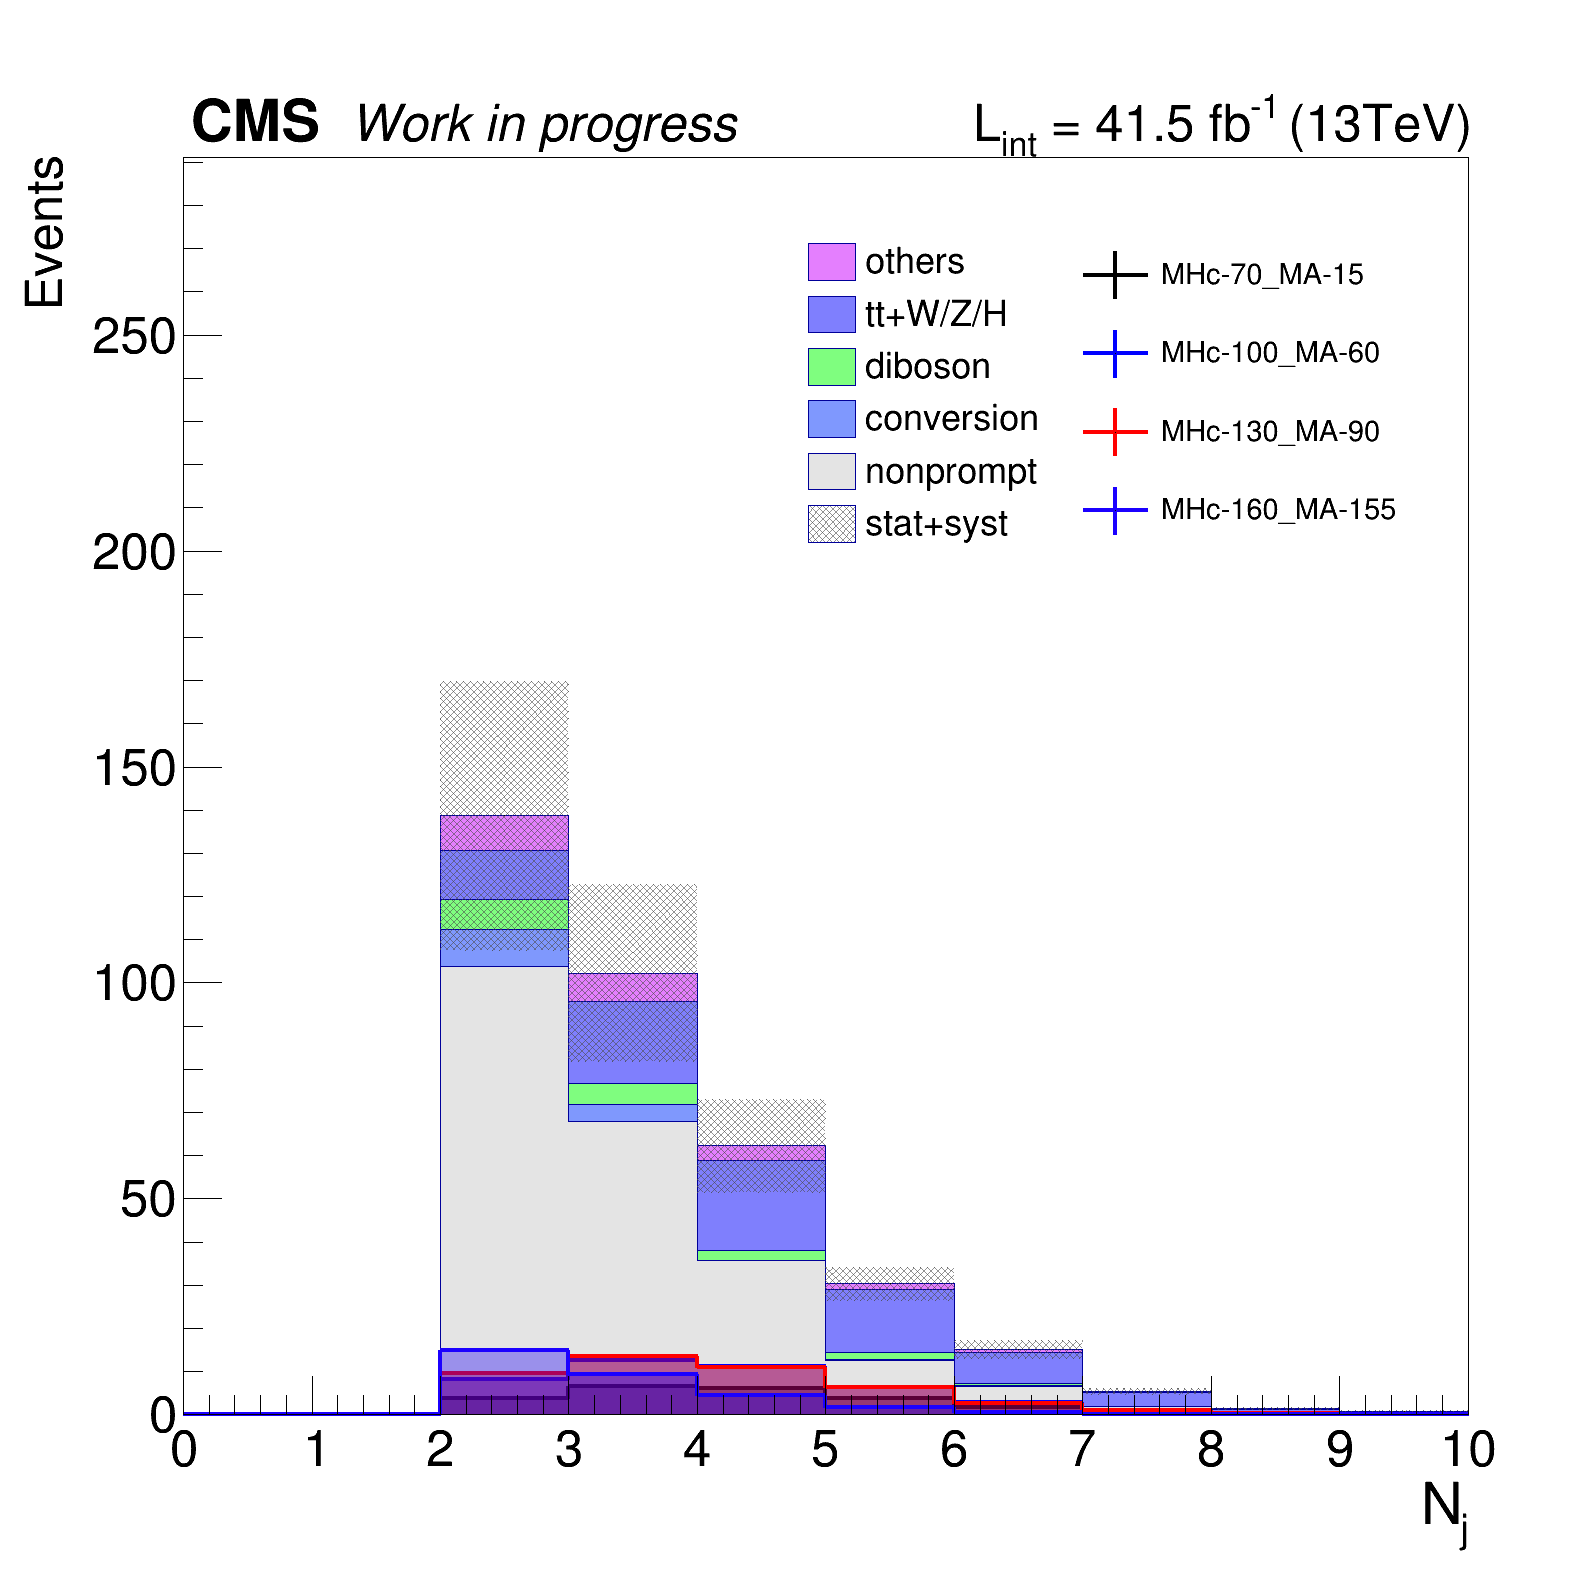 CMS Work in progress
L_int = 41.5 fb^-1 (13TeV)
Events
others
tt+W/Z/H
diboson
conversion
nonprompt
stat+syst
MHc-70_MA-15
MHc-100_MA-60
MHc-130_MA-90
MHc-160_MA-155
250
200
150
100
50
0
0 1 2 3 4 5 6 7 8 9 10
N_j